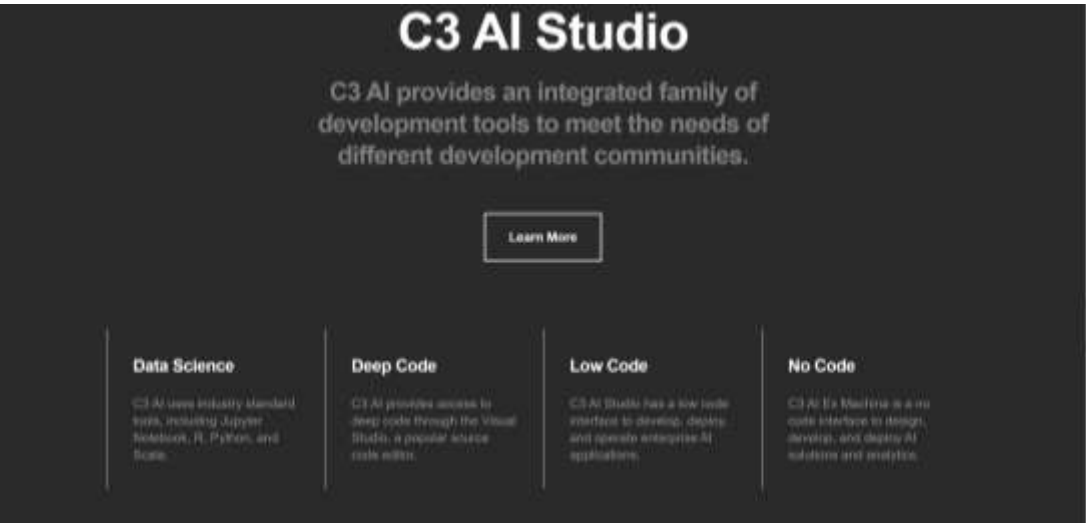 C3 AI Studio
C3 AI provides an integrated family of
development tools to meet the needs of
different development communities.
Learn More
Data Science
C3 AI uses industry standard
tools, including Jupyter
Notebook, R, Python, and
Scala.
Deep Code
C3 AI provides access to
deep code through the Visual
Studio, a popular source
code editor.
Low Code
C3 AI Studio has a low code
interface to develop, deploy,
and operate enterprise AI
applications.
No Code
C3 AI Ex Machina is a no
code interface to design,
develop, and deploy AI
solutions and analytics.